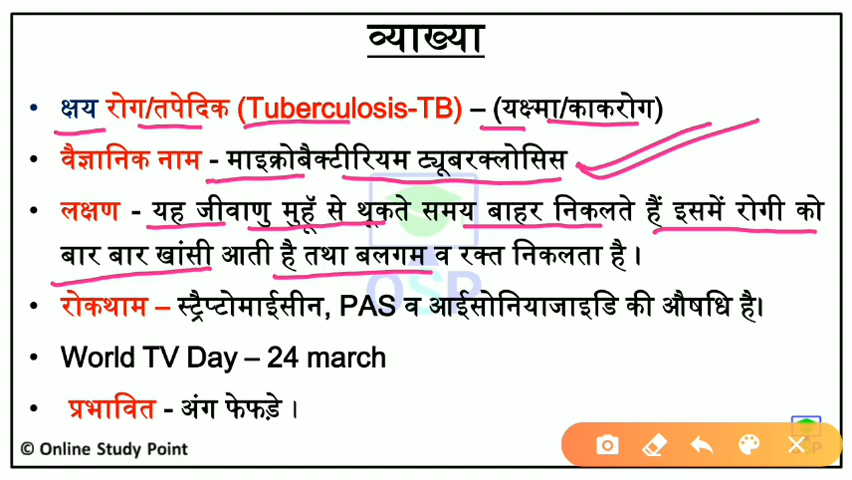 व्याख्या
• क्षय रोग/तपेदिक (Tuberculosis-TB) – (यक्ष्मा/काकरोग)
• वैज्ञानिक नाम - माइक्रोबैक्टीरियम ट्यूबरक्लोसिस
• लक्षण - यह जीवाणु मुहॅू से थूकते समय बाहर निकलते हैं इसमें रोगी को
बार बार खांसी आती है तथा बलगम व रक्त निकलता है।
• रोकथाम – स्ट्रैप्टोमाईसीन, PAS व आईसोनियाजाइडि की औषधि है।
• World TV Day – 24 march
• प्रभावित - अंग फेफड़े ।
OSP
© Online Study Point